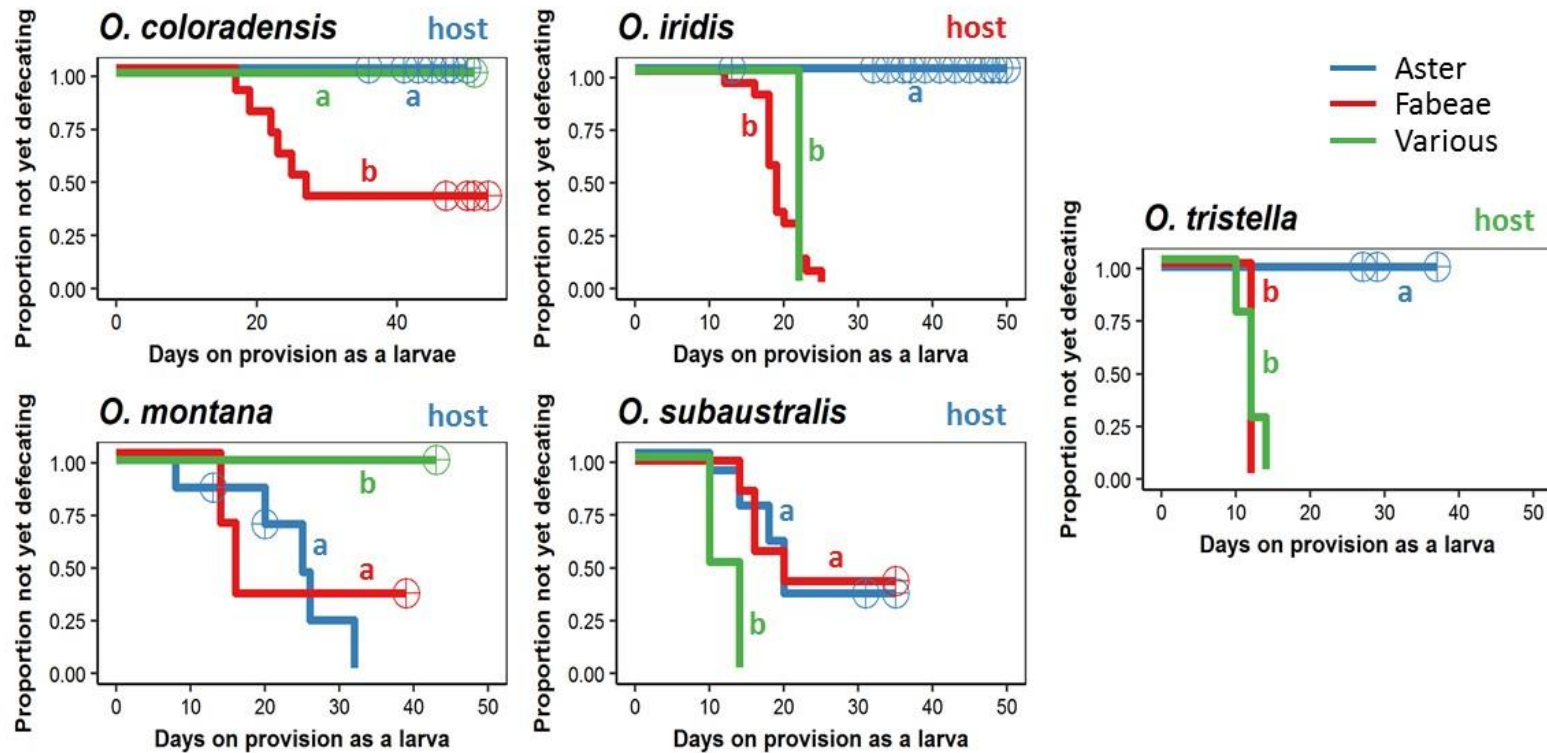 O. coloradensis host
Proportion not yet defecating
1.00
0.75
0.50
0.25
0.00
a a
b
0 20 40
Days on provision as a larvae
O. iridis host
Proportion not yet defecating
1.00
0.75
0.50
0.25
0.00
a
b b
0 10 20 30 40 50
Days on provision as a larva
Aster
Fabeae
Various
O. tristella host
Proportion not yet defecating
1.00
0.75
0.50
0.25
0.00
b a
b
0 10 20 30 40 50
Days on provision as a larva
O. montana host
Proportion not yet defecating
1.00
0.75
0.50
0.25
0.00
b
a
a
0 10 20 30 40 50
Days on provision as a larva
O. subaustralis host
Proportion not yet defecating
1.00
0.75
0.50
0.25
0.00
a
a
b
0 10 20 30 40 50
Days on provision as a larva